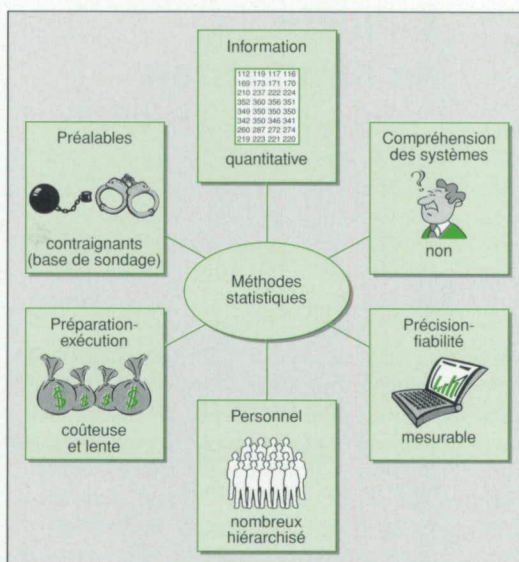 Information
112 119 117 116
169 173 171 170
210 237 222 224
352 360 356 351
349 350 350 350
342 350 346 341
260 287 272 274
219 223 221 220
quantitative
Préalables
contraignants
(base de sondage)
Compréhension
des systèmes
?
non
Méthodes
statistiques
Préparation-
exécution
$ $ $ $
coûteuse
et lente
Précision-
fiabilité
mesurable
Personnel
nombreux
hiérarchisé